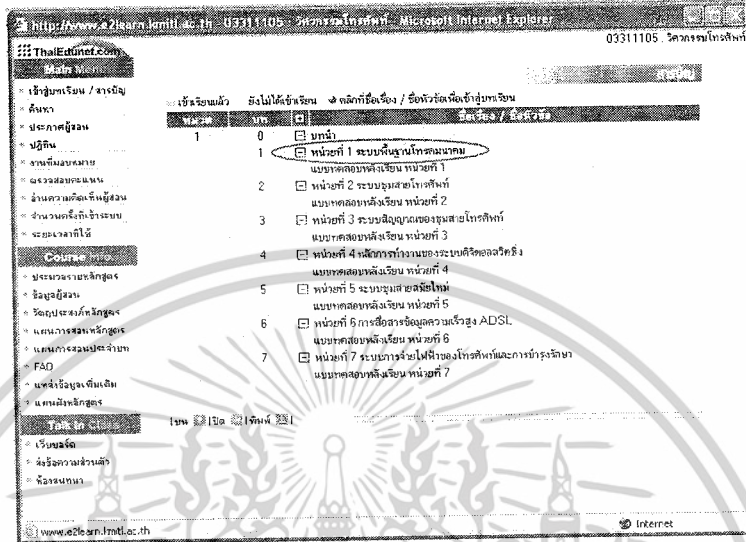 http://www.e2learn.kmitl.ac.th 03311105 : วิศวกรรมโทรศัพท์ - Microsoft Internet Explorer
03311105 : วิศวกรรมโทรศัพท์
ThaiEdunet.com
Main Menu
สารบัญ
เข้าสู่บทเรียน / สารบัญ
ค้นหา
ประกาศผู้สอน
ปฏิทิน
งานที่มอบหมาย
ตรวจสอบคะแนน
อ่านความคิดเห็นผู้สอน
จำนวนครั้งที่เข้าระบบ
ระยะเวลาที่ใช้
Course Info
ประมวลรายหลักสูตร
ข้อมูลผู้สอน
วัตถุประสงค์หลักสูตร
แผนการสอนหลักสูตร
แผนการสอนประจำบท
FAQ
แหล่งข้อมูลเพิ่มเติม
แผนผังหลักสูตร
Talk in Class
เว็บบอร์ด
ส่งข้อความส่วนตัว
ห้องสนทนา
เข้าเรียนแล้ว ยังไม่ได้เข้าเรียน คลิกที่ชื่อเรื่อง / ชื่อหัวข้อเพื่อเข้าสู่บทเรียน
หมวด บท ชื่อเรื่อง / ชื่อหัวข้อ
1 0 บทนำ
1 หน่วยที่ 1 ระบบพื้นฐานโทรคมนาคม
แบบทดสอบหลังเรียน หน่วยที่ 1
2 หน่วยที่ 2 ระบบชุมสายโทรศัพท์
แบบทดสอบหลังเรียน หน่วยที่ 2
3 หน่วยที่ 3 ระบบสัญญาณของชุมสายโทรศัพท์
แบบทดสอบหลังเรียน หน่วยที่ 3
4 หน่วยที่ 4 หลักการทำงานของระบบดิจิตอลสวิตชิ่ง
แบบทดสอบหลังเรียน หน่วยที่ 4
5 หน่วยที่ 5 ระบบชุมสายสมัยใหม่
แบบทดสอบหลังเรียน หน่วยที่ 5
6 หน่วยที่ 6 การสื่อสารข้อมูลความเร็วสูง ADSL
แบบทดสอบหลังเรียน หน่วยที่ 6
7 หน่วยที่ 7 ระบบการจ่ายไฟฟ้าของโทรศัพท์และการบำรุงรักษา
แบบทดสอบหลังเรียน หน่วยที่ 7
|บน |ปิด |พิมพ์ |
www.e2learn.kmitl.ac.th
Internet